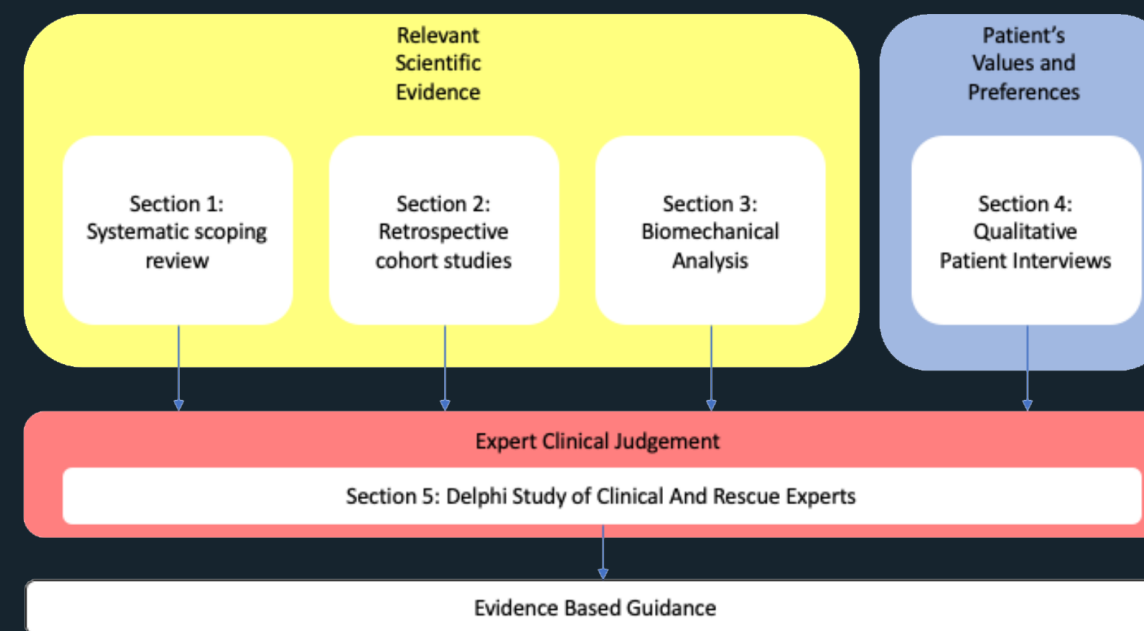 Relevant
Scientific
Evidence
Patient's
Values and
Preferences
Section 1:
Systematic scoping
review
Section 2:
Retrospective
cohort studies
Section 3:
Biomechanical
Analysis
Section 4:
Qualitative
Patient Interviews
Expert Clinical Judgement
Section 5: Delphi Study of Clinical And Rescue Experts
Evidence Based Guidance